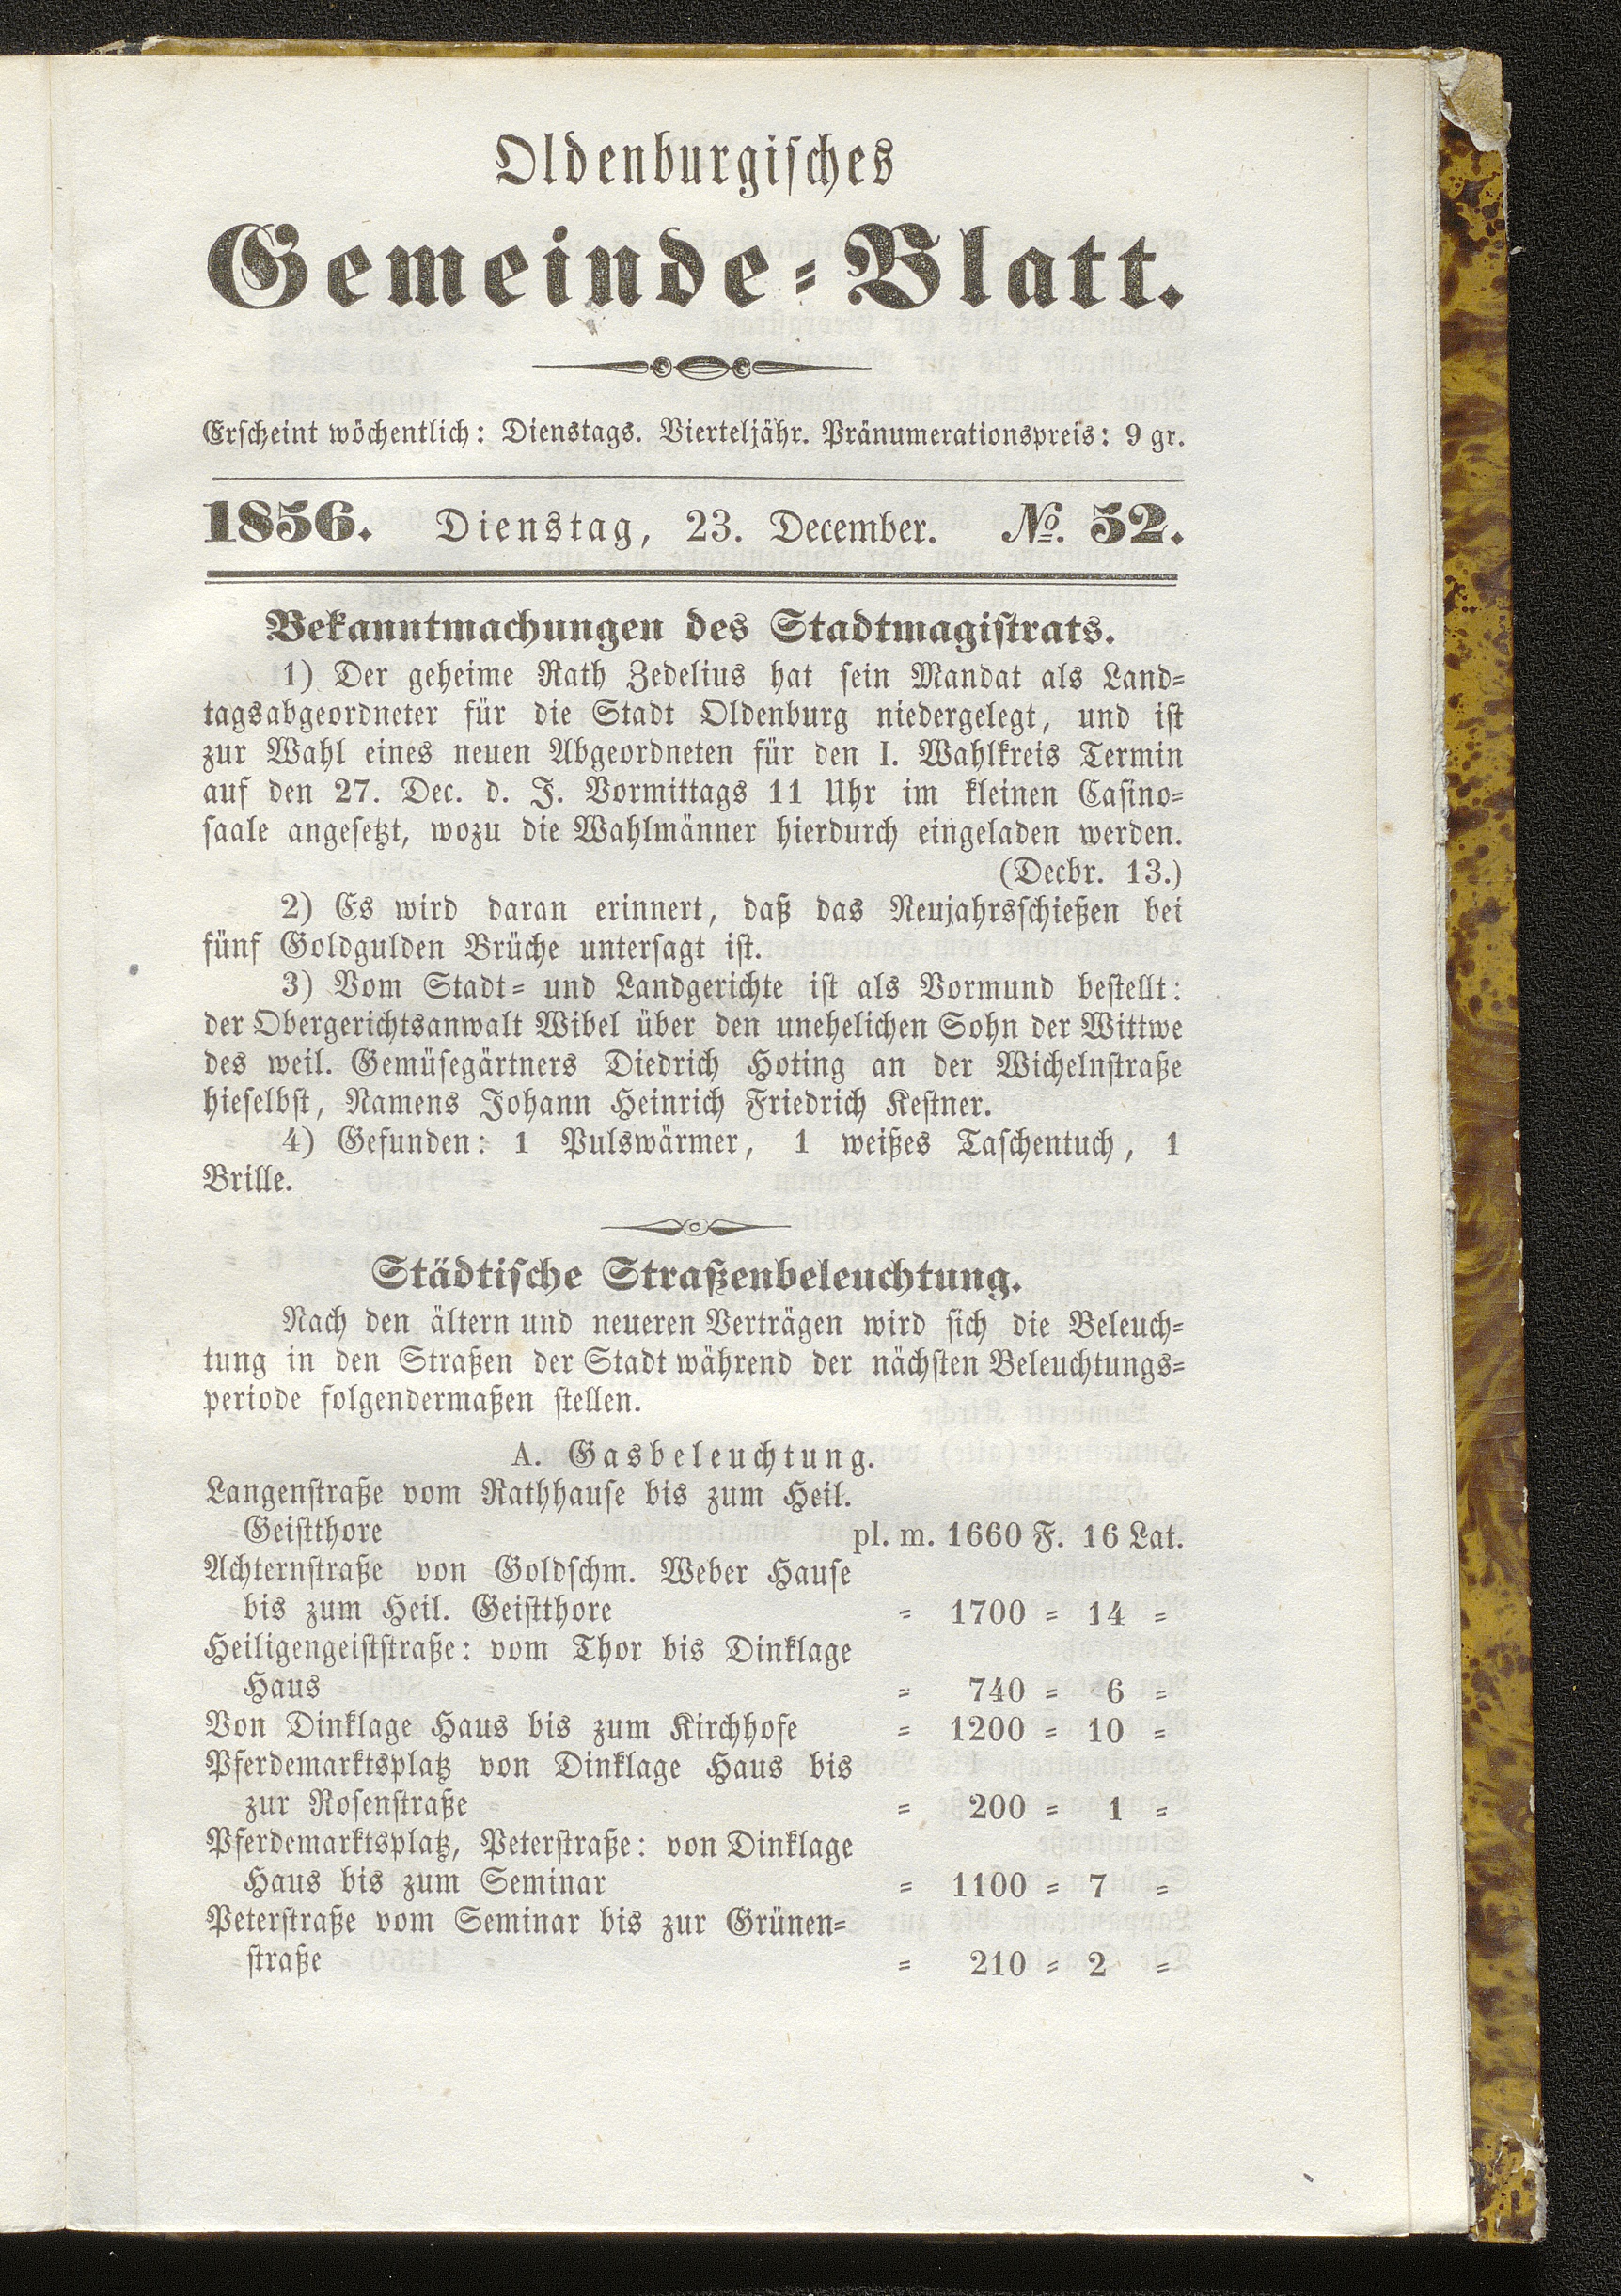 Oldenburgisches
Gemeinde-Blatt.
Erscheint wöchentlich: Dienstags. Vierteljähr. Pränumerationspreis: 9 gr.
1856. Dienstag, 23. December. No. 52.
Bekanntmachungen des Stadtmagistrats.
1) Der geheime Rath Zedelius hat sein Mandat als Land-
tagsabgeordneter für die Stadt Oldenburg niedergelegt, und ist
zur Wahl eines neuen Abgeordneten für den I. Wahlkreis Termin
auf den 27. Dec. d. J. Vormittags 11 Uhr im kleinen Casino-
saale angesetzt, wozu die Wahlmänner hierdurch eingeladen werden.
(Decbr. 13.)
2) Es wird daran erinnert, daß das Neujahrsschießen bei
fünf Goldgulden Brüche untersagt ist.
3) Vom Stadt- und Landgerichte ist als Vormund bestellt:
der Obergerichtsanwalt Wibel über den unehelichen Sohn der Wittwe
des weil. Gemüsegärtners Diedrich Hoting an der Wichelnstraße
hieselbst, Namens Johann Heinrich Friedrich Kestner.
4) Gefunden: 1 Pulswärmer, 1 weißes Taschentuch, 1
Brille.
Städtische Straßenbeleuchtung.
Nach den ältern und neueren Verträgen wird sich die Beleuch-
tung in den Straßen der Stadt während der nächsten Beleuchtungs-
periode folgendermaßen stellen.
A. Gasbeleuchtung.
Langenstraße vom Rathhause bis zum Heil.
Geistthore pl. m. 1660 F. 16 Lat.
Achternstraße von Goldschm. Weber Hause
bis zum Heil. Geistthore = 1700 = 14 =
Heiligengeiststraße: vom Thor bis Dinklage
Haus = 740 = 6 =
Von Dinklage Haus bis zum Kirchhofe = 1200 = 10 =
Pferdemarktsplatz von Dinklage Haus bis
zur Rosenstraße = 200 = 1 =
Pferdemarktsplatz, Peterstraße: von Dinklage
Haus bis zum Seminar = 1100 = 7 =
Peterstraße vom Seminar bis zur Grünen-
straße = 210 = 2 =